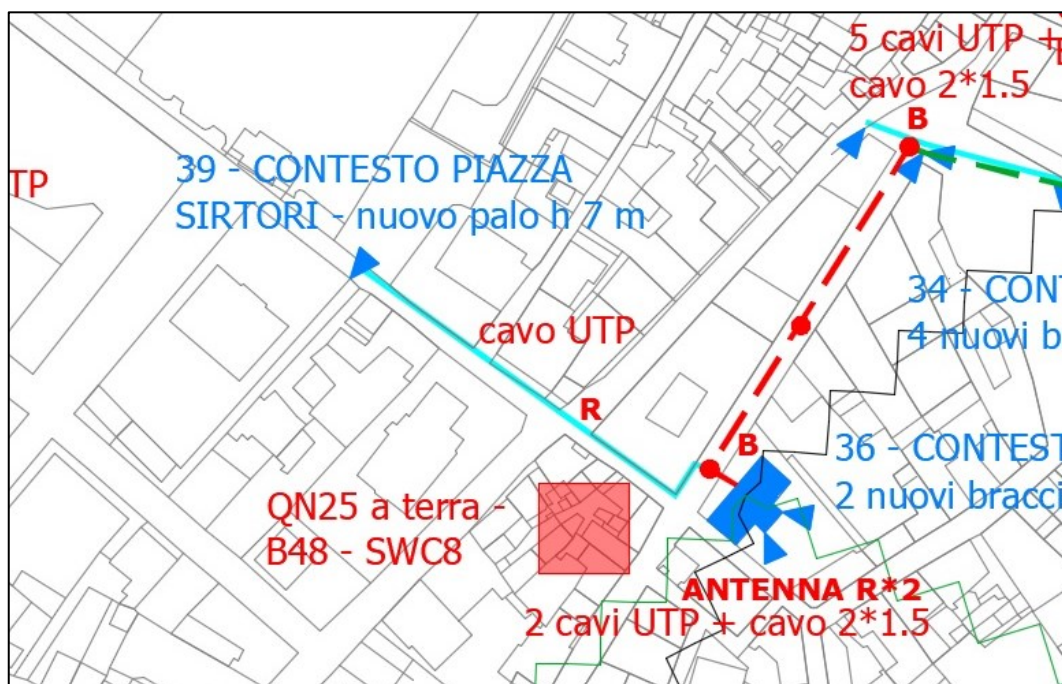 5 cavi UTP +
cavo 2*1.5
B
TP
39 - CONTESTO PIAZZA
SIRTORI - nuovo palo h 7 m
34 - CONT
4 nuovi b
cavo UTP
R
B
36 - CONTEST
2 nuovi bracci
QN25 a terra -
B48 - SWC8
ANTENNA R*2
2 cavi UTP + cavo 2*1.5